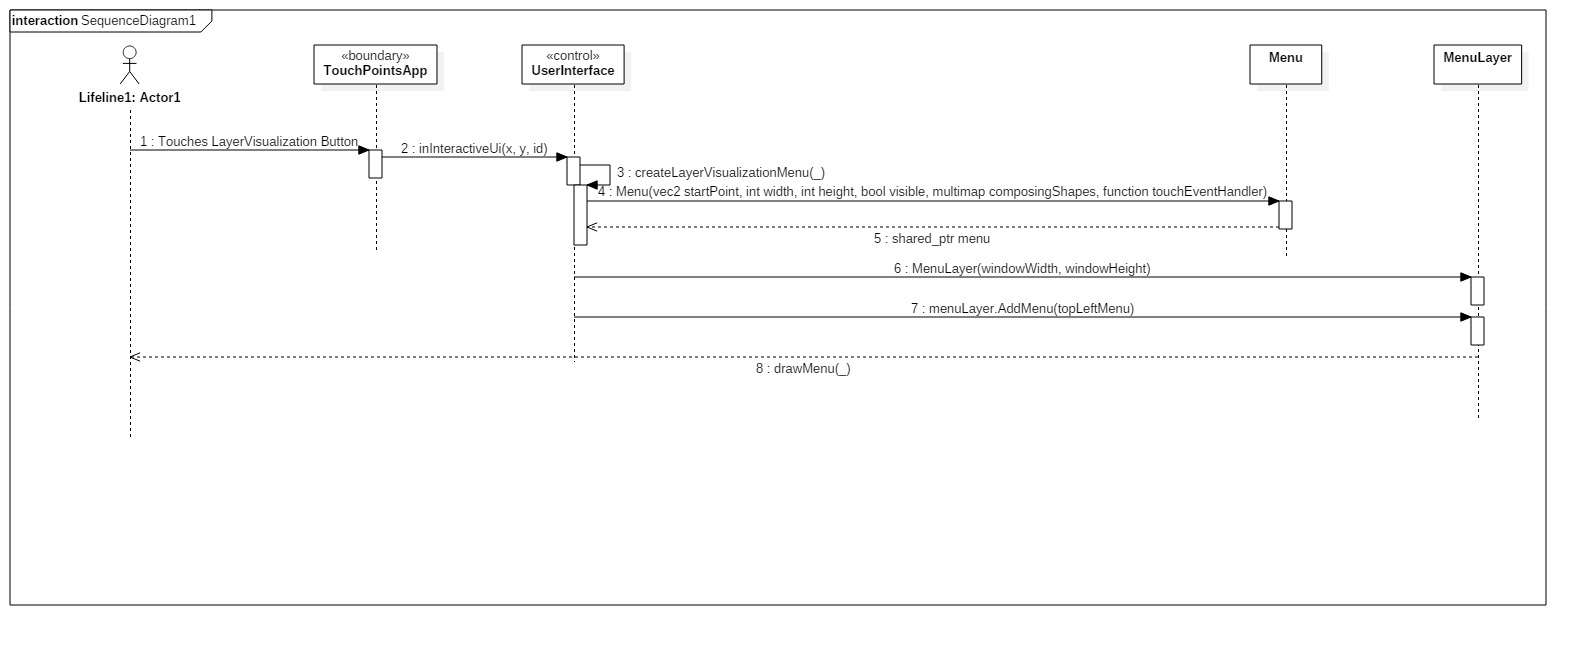 interaction SequenceDiagram1
«boundary»
TouchPointsApp
«control»
UserInterface
Menu
MenuLayer
Lifeline1: Actor1
1 : Touches LayerVisualization Button
2 : inInteractiveUi(x, y, id)
3 : createLayerVisualizationMenu(_)
4 : Menu(vec2 startPoint, int width, int height, bool visible, multimap composingShapes, function touchEventHandler)
5 : shared_ptr menu
6 : MenuLayer(windowWidth, windowHeight)
7 : menuLayer.AddMenu(topLeftMenu)
8 : drawMenu(_)